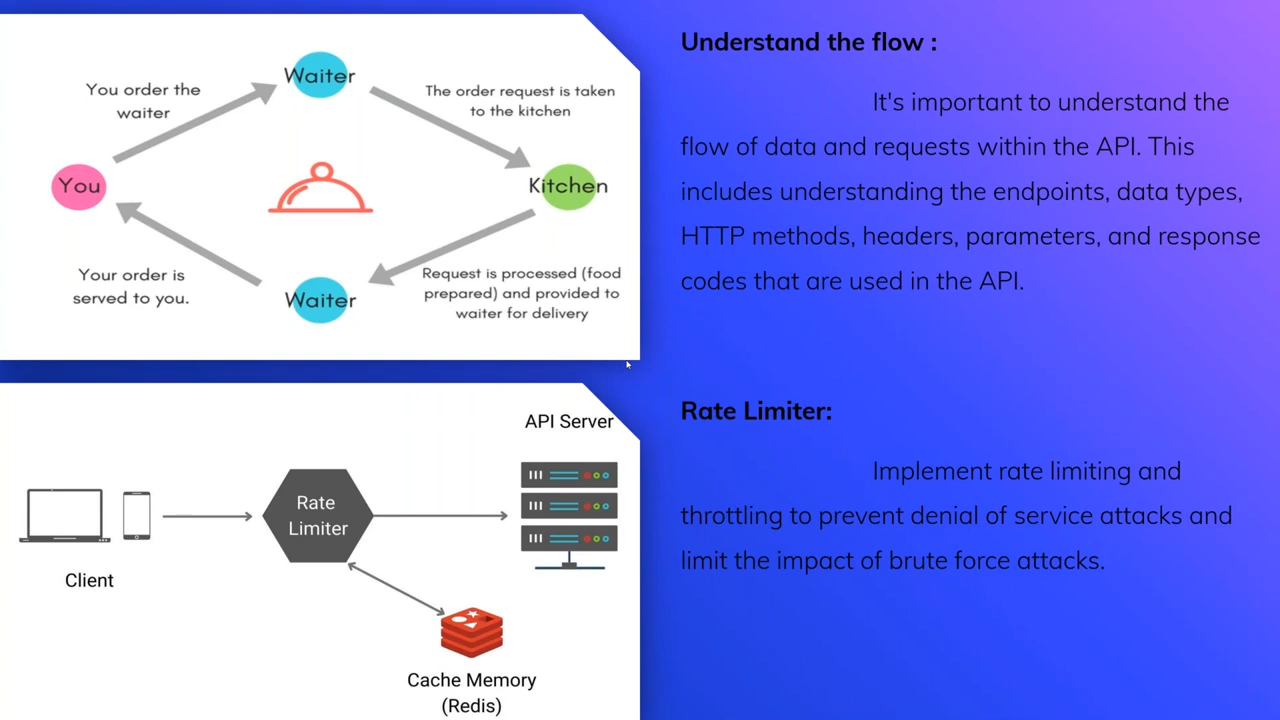 Waiter
You order the
waiter
The order request is taken
to the kitchen
You
Kitchen
Your order is
served to you.
Waiter
Request is processed (food
prepared) and provided to
waiter for delivery
Understand the flow :
It's important to understand the
flow of data and requests within the API. This
includes understanding the endpoints, data types,
HTTP methods, headers, parameters, and response
codes that are used in the API.
API Server
Rate
Limiter
Client
Cache Memory
(Redis)
Rate Limiter:
Implement rate limiting and
throttling to prevent denial of service attacks and
limit the impact of brute force attacks.